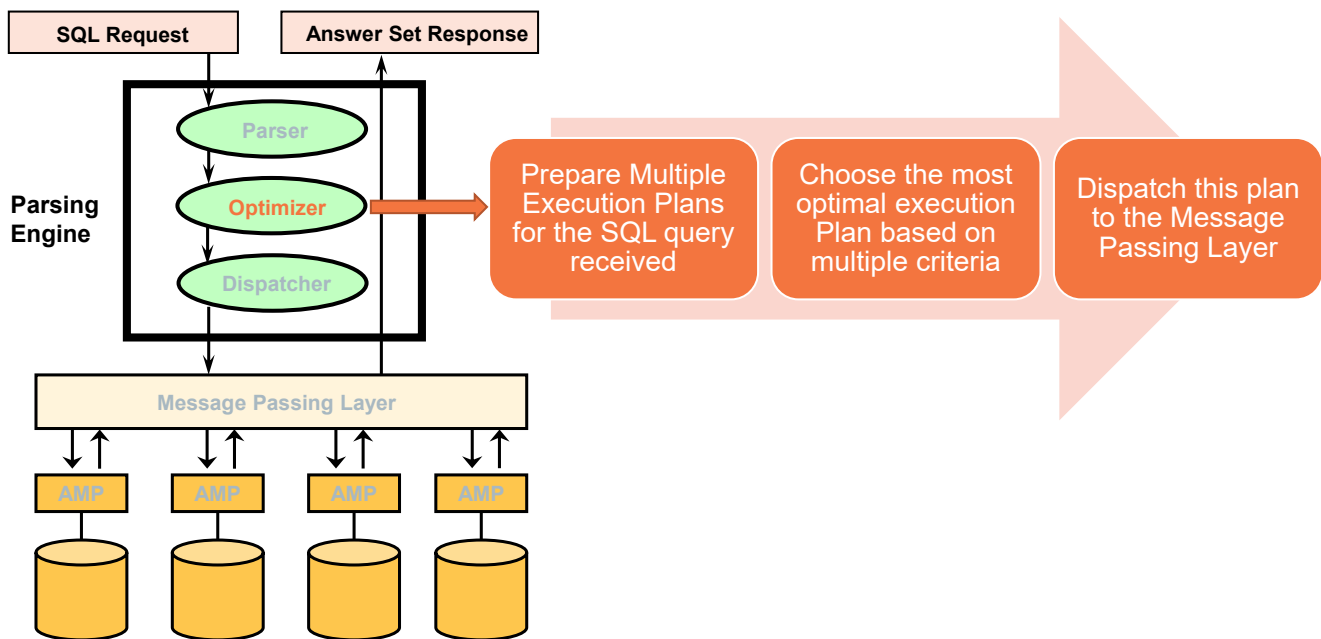 SQL Request
Answer Set Response
Parser
Optimizer
Dispatcher
Parsing
Engine
Prepare Multiple
Execution Plans
for the SQL query
received
Choose the most
optimal execution
Plan based on
multiple criteria
Dispatch this plan
to the Message
Passing Layer
Message Passing Layer
AMP
AMP
AMP
AMP